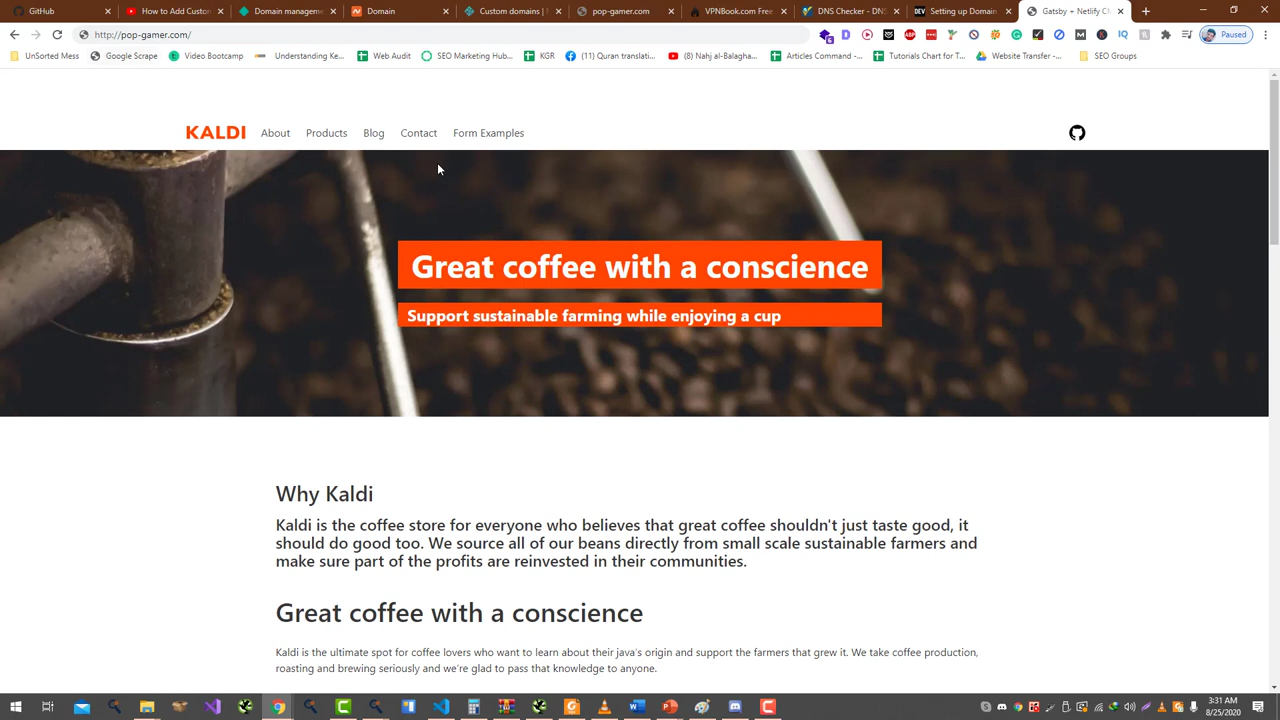 GitHub
How to Add Custom
Domain manageme
Domain
Custom domains | N
pop-gamer.com
VPNBook.com Free
DNS Checker - DNS
DEV
Setting up Domain
Gatsby + Netlify C
http://pop-gamer.com/
Paused
UnSorted Mem...
Google Scrape
Video Bootcamp
Understanding Ke...
Web Audit
SEO Marketing Hub...
KGR
(11) Quran translati...
(8) Nahj al-Balagha...
Articles Command -...
Tutorials Chart for T...
Website Transfer -...
SEO Groups
KALDI
About
Products
Blog
Contact
Form Examples
Great coffee with a conscience
Support sustainable farming while enjoying a cup
Why Kaldi
Kaldi is the coffee store for everyone who believes that great coffee shouldn't just taste good, it
should do good too. We source all of our beans directly from small scale sustainable farmers and
make sure part of the profits are reinvested in their communities.
Great coffee with a conscience
Kaldi is the ultimate spot for coffee lovers who want to learn about their java's origin and support the farmers that grew it. We take coffee production,
roasting and brewing seriously and we're glad to pass that knowledge to anyone.
3:31 AM
8/25/2020